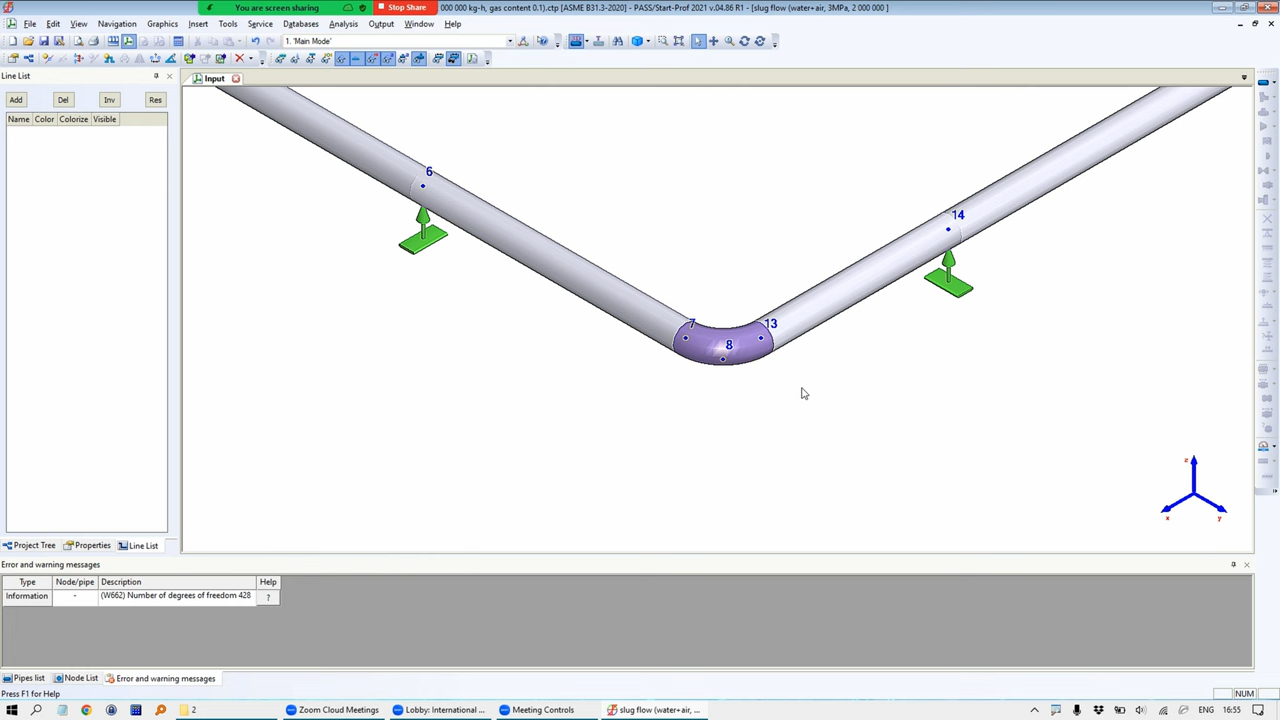 You are screen sharing
Stop Share
000 000 kg-h, gas content 0.1).ctp [ASME B31.3-2020] - PASS/Start-Prof 2021 v.04.86 R1 - [slug flow (water+air, 3MPa, 2 000 000 ]
File Edit View Navigation Graphics Insert Tools Service Databases Analysis Output Window Help
1. 'Main Mode'
Line List
Input
Add Del Inv Res
Name Color Colorize Visible
6
14
7
13
8
z
x
y
Project Tree Properties Line List
Error and warning messages
Type Node/pipe Description Help
Information - (W662) Number of degrees of freedom 428 ?
Pipes list Node List Error and warning messages
Press F1 for Help
NUM
2
Zoom Cloud Meetings
Lobby: International ...
Meeting Controls
slug flow (water+air, ...
ENG
16:55